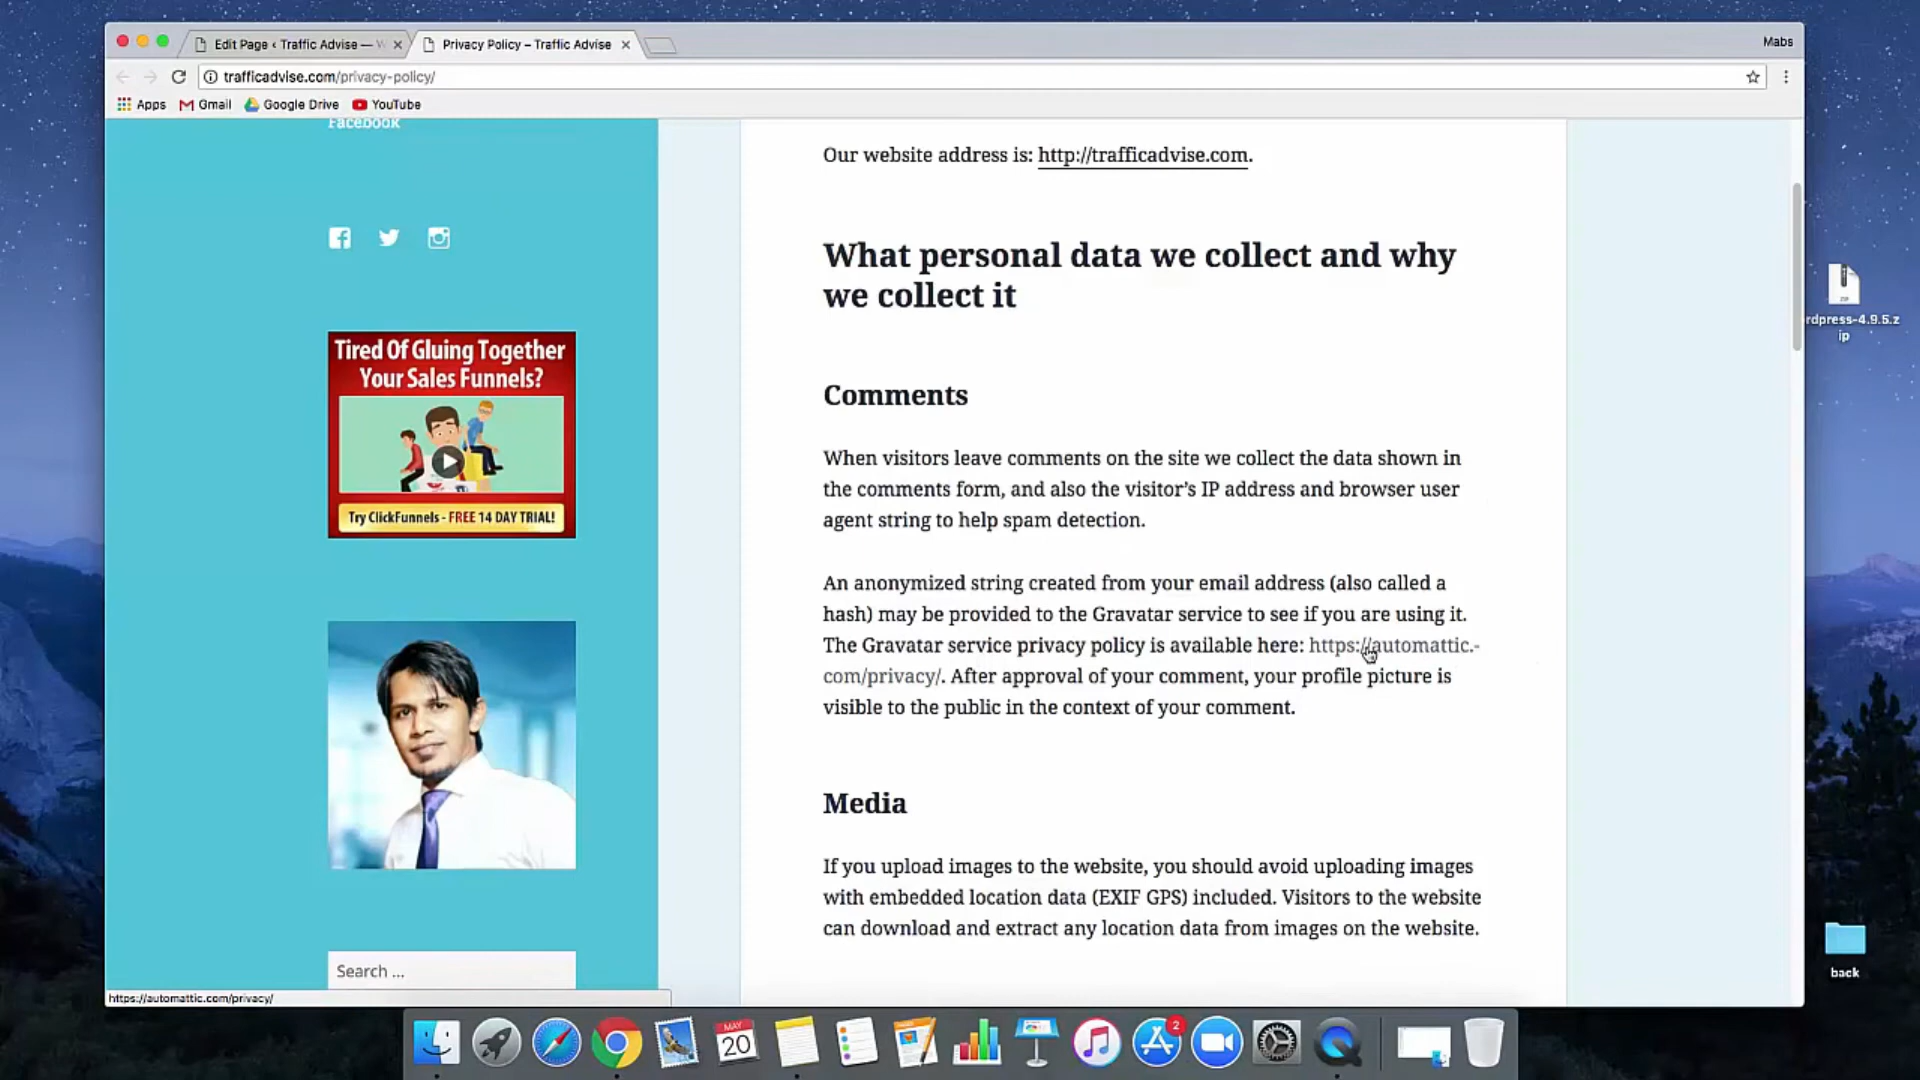 Edit Page ‹ Traffic Advise —
Privacy Policy – Traffic Advise
Mabs
trafficadvise.com/privacy-policy/
Apps
Gmail
Google Drive
YouTube
Facebook
Our website address is: http://trafficadvise.com.
What personal data we collect and why
we collect it
Tired Of Gluing Together
Your Sales Funnels?
Try ClickFunnels - FREE 14 DAY TRIAL!
Comments
When visitors leave comments on the site we collect the data shown in
the comments form, and also the visitor's IP address and browser user
agent string to help spam detection.
An anonymized string created from your email address (also called a
hash) may be provided to the Gravatar service to see if you are using it.
The Gravatar service privacy policy is available here: https://automattic.-
com/privacy/. After approval of your comment, your profile picture is
visible to the public in the context of your comment.
Media
If you upload images to the website, you should avoid uploading images
with embedded location data (EXIF GPS) included. Visitors to the website
can download and extract any location data from images on the website.
Search ...
https://automattic.com/privacy/
ZIP
rdpress-4.9.5.z
ip
back
MAY
20
2